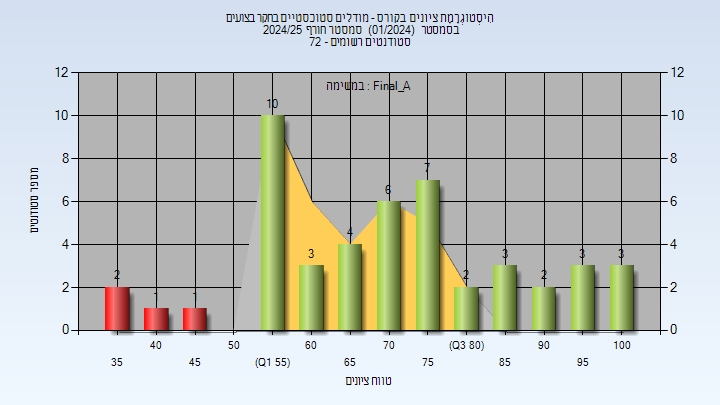 הִיסְטוֹגְרָמַת ציונים בקורס - מודלים סטוכסטיים בחקר ביצועים
בסמסטר (01/2024) סמסטר חורף 2024/25
סטודנטים רשומים - 72
במשימה : Final_A
12 12
10 10
8 8
6 6
4 4
2 2
0 0
מספר סטודנטים
2 1 1 10 3 4 6 7 2 3 2 3 3
40 50 60 70 (Q3 80) 90 100
35 45 (Q1 55) 65 75 85 95
טווח ציונים